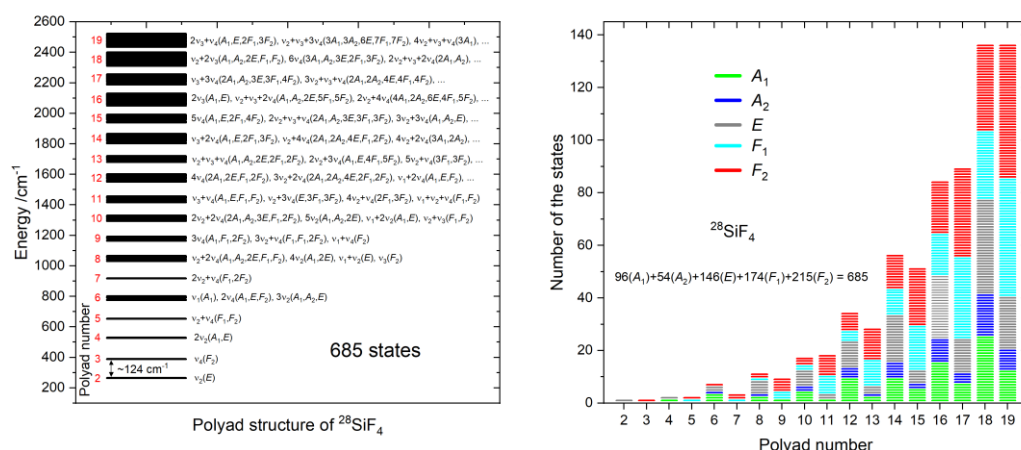 2600
2400
2200
2000
1800
1600
1400
1200
1000
800
600
400
200
Energy /cm⁻¹
Polyad number
19 2ν₃+ν₄(A₁,E,2F₁,3F₂), ν₂+ν₃+3ν₄(3A₁,3A₂,6E,7F₁,7F₂), 4ν₂+ν₁+ν₄(3A₁), ...
18 ν₃+2ν₃(A₁,A₂,2E,F₁,F₂), 6ν₄(3A₁,A₂,3E,2F₁,3F₂), 2ν₂+ν₃+2ν₄(2A₁,A₂), ...
17 ν₃+3ν₄(2A₁,A₂,3E,3F₁,4F₂), 3ν₂+ν₃+ν₄(2A₁,2A₂,4E,4F₁,4F₂), ...
16 2ν₃(A₁,E), ν₂+ν₃+2ν₄(A₁,A₂,2E,5F₁,5F₂), 2ν₂+4ν₄(4A₁,2A₂,6E,4F₁,5F₂), ...
15 5ν₄(A₁,E,2F₁,4F₂), 2ν₂+ν₃+ν₄(2A₁,A₂,3E,3F₁,3F₂), 3ν₂+3ν₄(A₁,A₂,E), ...
14 ν₃+2ν₄(A₁,E,2F₁,3F₂), ν₂+4ν₄(2A₁,2A₂,4E,F₁,2F₂), 4ν₂+2ν₄(3A₁,2A₂), ...
13 ν₂+ν₃+ν₄(A₁,A₂,2E,2F₁,2F₂), 2ν₂+3ν₄(A₁,E,4F₁,5F₂), 5ν₂+ν₄(3F₁,3F₂), ...
12 4ν₄(2A₁,2E,F₁,2F₂), 3ν₂+2ν₄(2A₁,2A₂,4E,2F₁,2F₂), ν₁+2ν₄(A₁,E,F₂), ...
11 ν₃+ν₄(A₁,E,F₁,F₂), ν₂+3ν₄(E,3F₁,3F₂), 4ν₂+ν₄(2F₁,3F₂), ν₁+ν₂+ν₄(F₁,F₂)
10 2ν₂+2ν₄(2A₁,A₂,3E,F₁,2F₂), 5ν₂(A₁,A₂,2E), ν₁+2ν₂(A₁,E), ν₂+ν₃(F₁,F₂)
9 3ν₄(A₁,F₁,2F₂), 3ν₂+ν₄(F₁,F₁,2F₂), ν₁+ν₄(F₂)
8 ν₂+2ν₄(A₁,A₂,2E,F₁,F₂), 4ν₂(A₁,2E), ν₁+ν₂(E), ν₃(F₂)
7 2ν₂+ν₄(F₁,2F₂)
6 ν₁(A₁), 2ν₄(A₁,E,F₂), 3ν₂(A₁,A₂,E)
5 ν₂+ν₄(F₁,F₂)
4 2ν₂(A₁,E)
3 ν₄(F₂)
~124 cm⁻¹
2 ν₂(E)
685 states
Polyad structure of ²⁸SiF₄
140
120
100
80
60
40
20
0
Number of the states
A₁
A₂
E
F₁
F₂
²⁸SiF₄
96(A₁)+54(A₂)+146(E)+174(F₁)+215(F₂) = 685
2 3 4 5 6 7 8 9 10 11 12 13 14 15 16 17 18 19
Polyad number